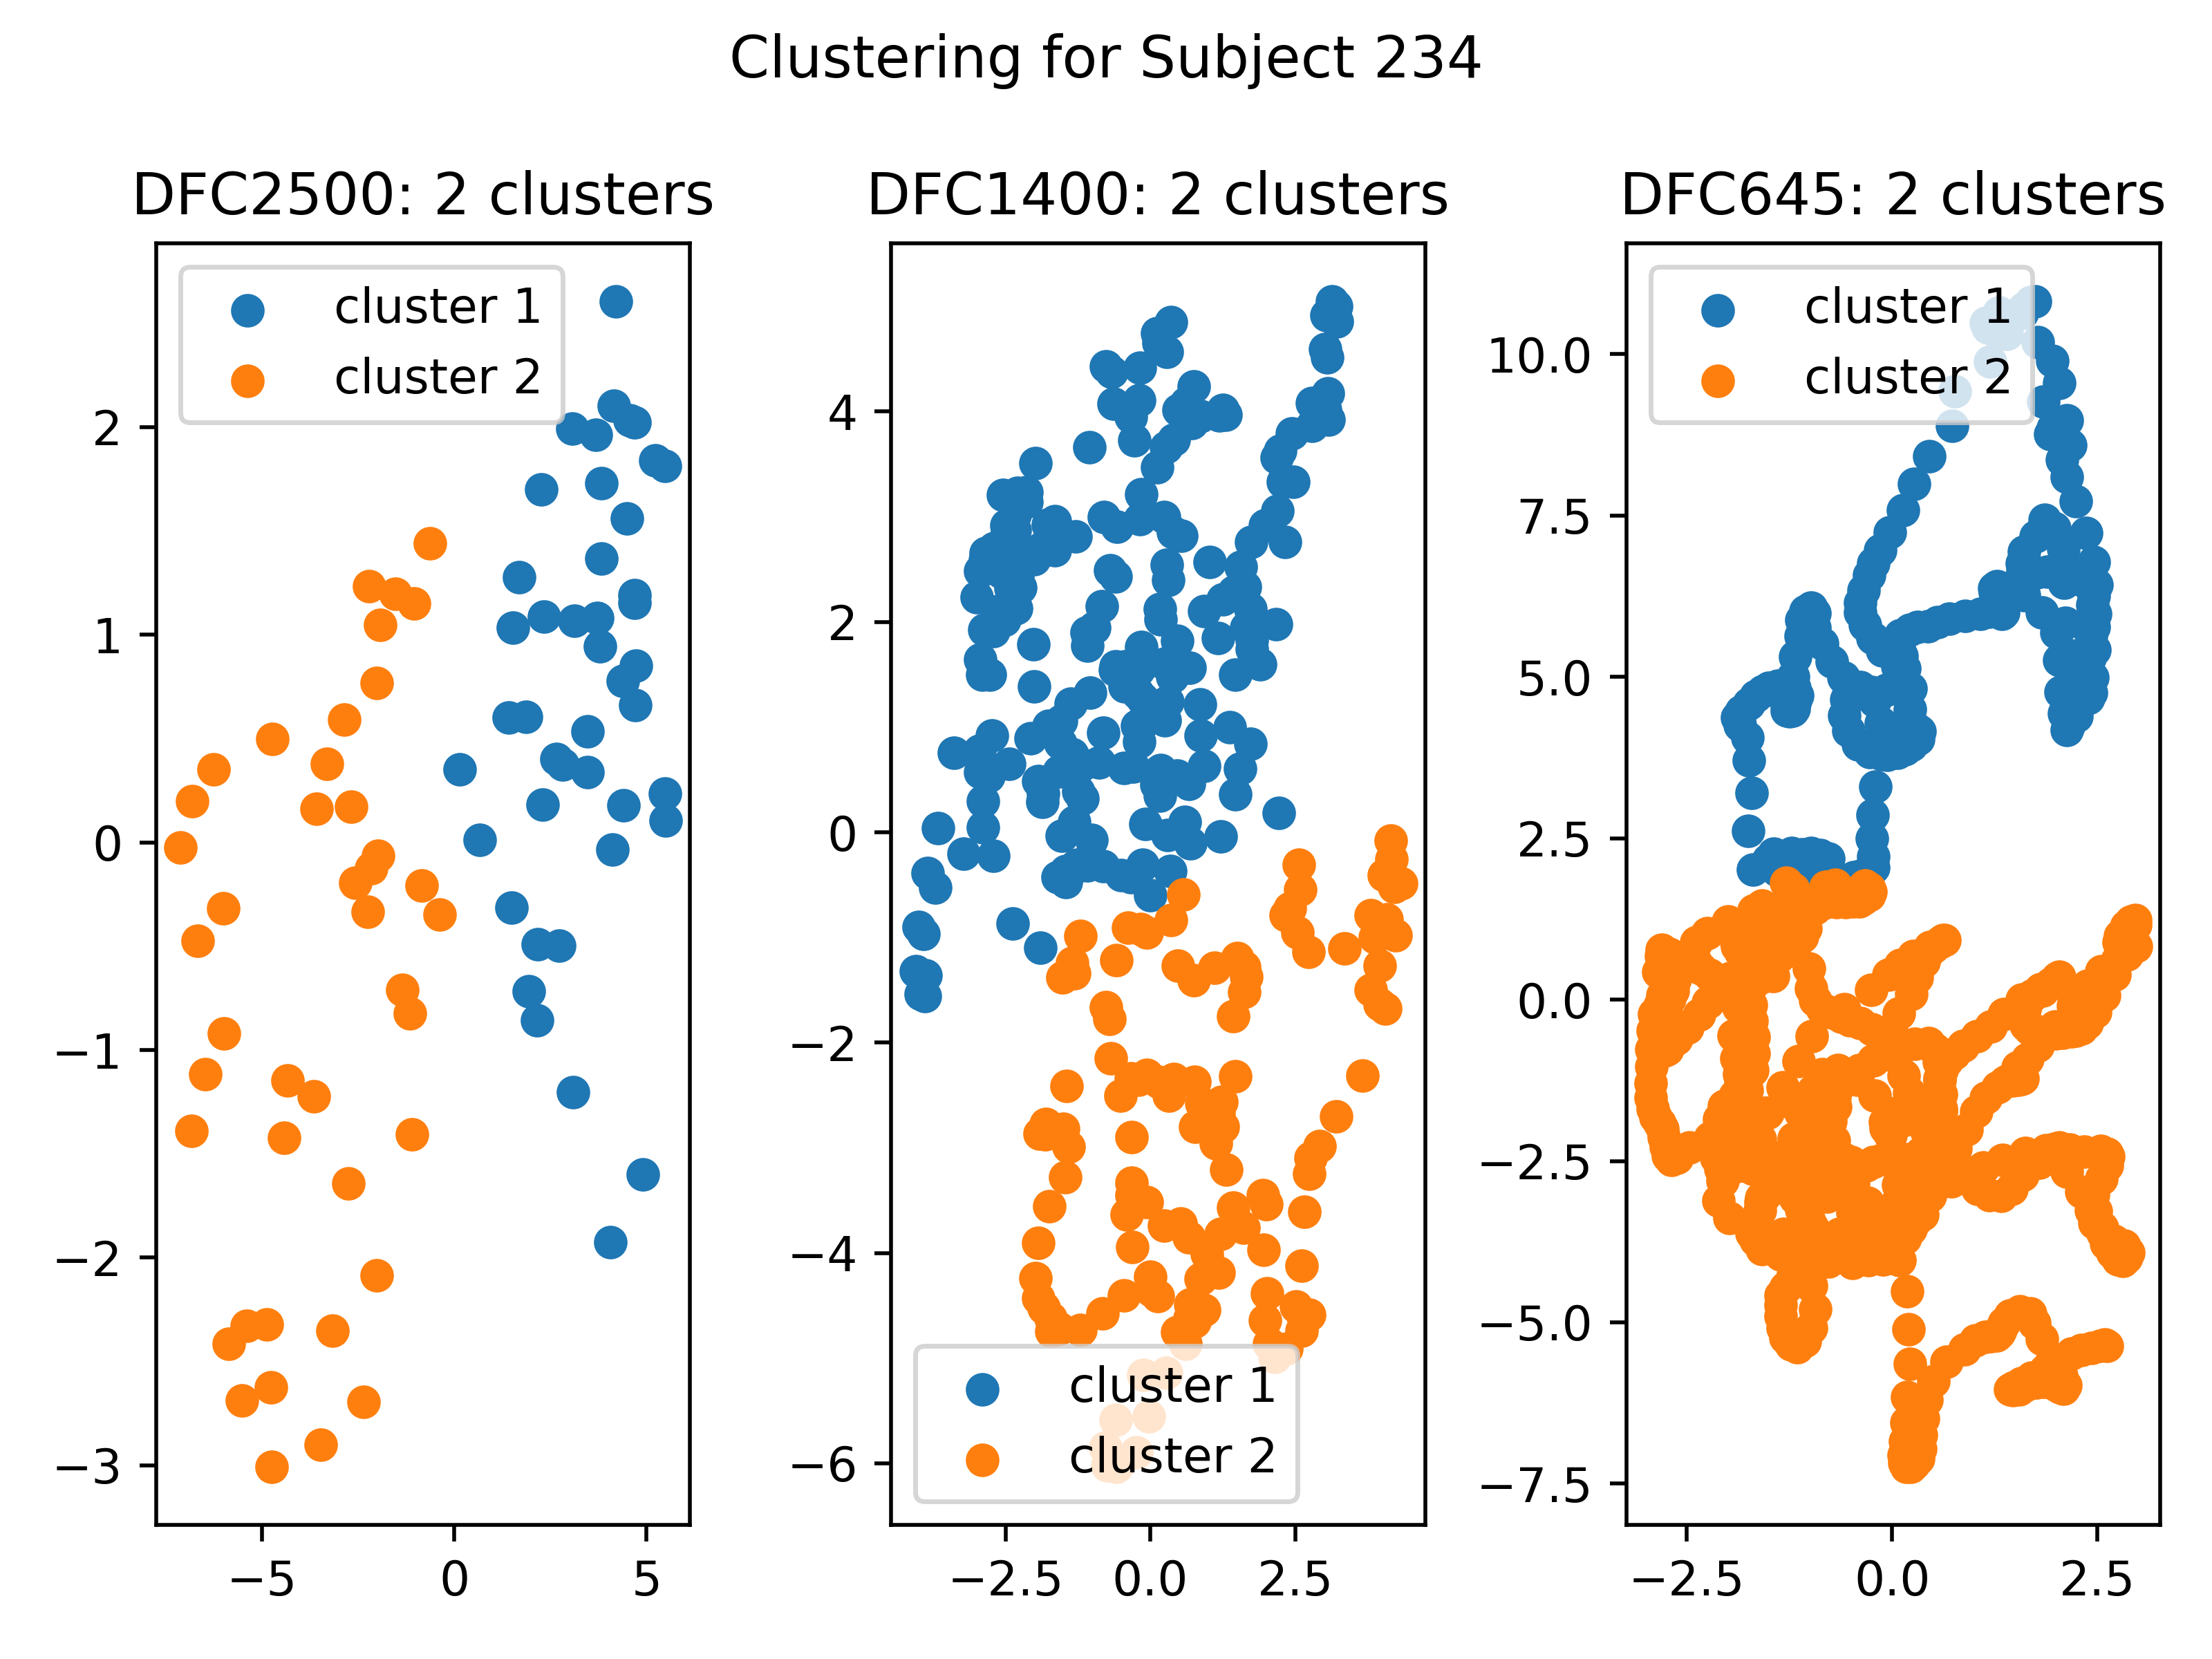 Clustering for Subject 234
DFC2500: 2 clusters
cluster 1
cluster 2
2
1
0
−1
−2
−3
−5
0
5
DFC1400: 2 clusters
4
2
0
−2
−4
−6
cluster 1
cluster 2
−2.5
0.0
2.5
DFC645: 2 clusters
cluster 1
cluster 2
10.0
7.5
5.0
2.5
0.0
−2.5
−5.0
−7.5
−2.5
0.0
2.5